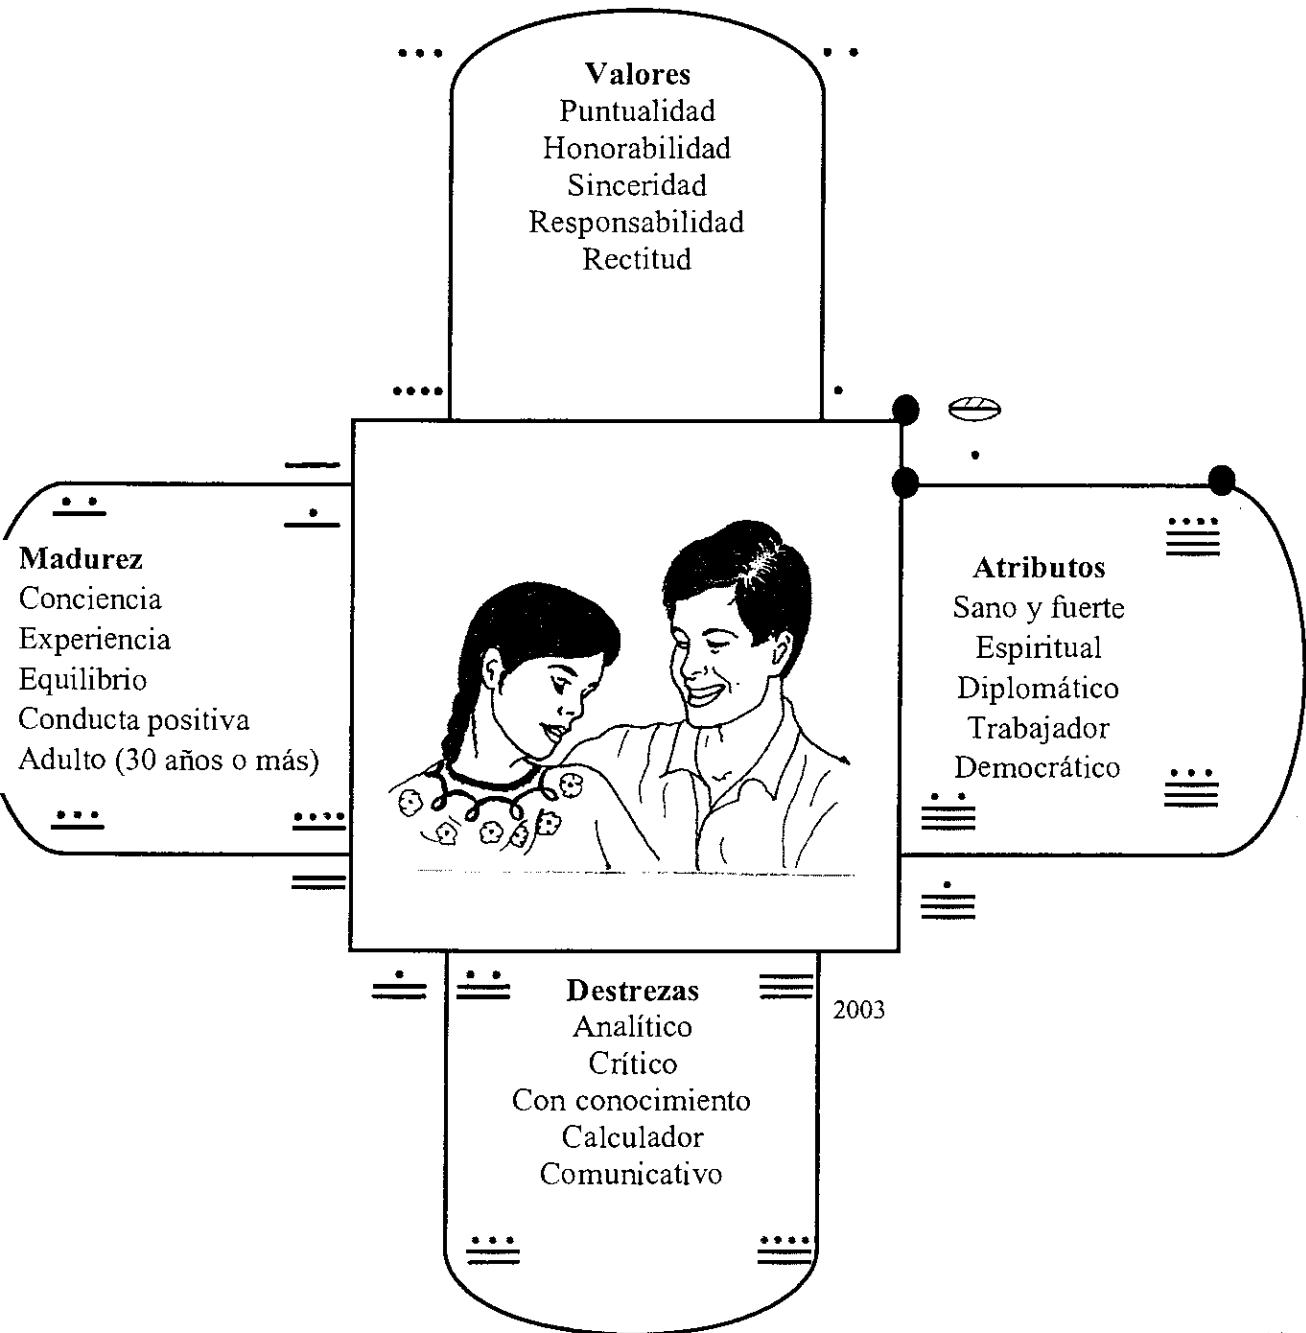 Valores
Puntualidad
Honorabilidad
Sinceridad
Responsabilidad
Rectitud
Madurez
Conciencia
Experiencia
Equilibrio
Conducta positiva
Adulto (30 años o más)
Atributos
Sano y fuerte
Espiritual
Diplomático
Trabajador
Democrático
Destrezas
Analítico
Crítico
Con conocimiento
Calculador
Comunicativo
2003